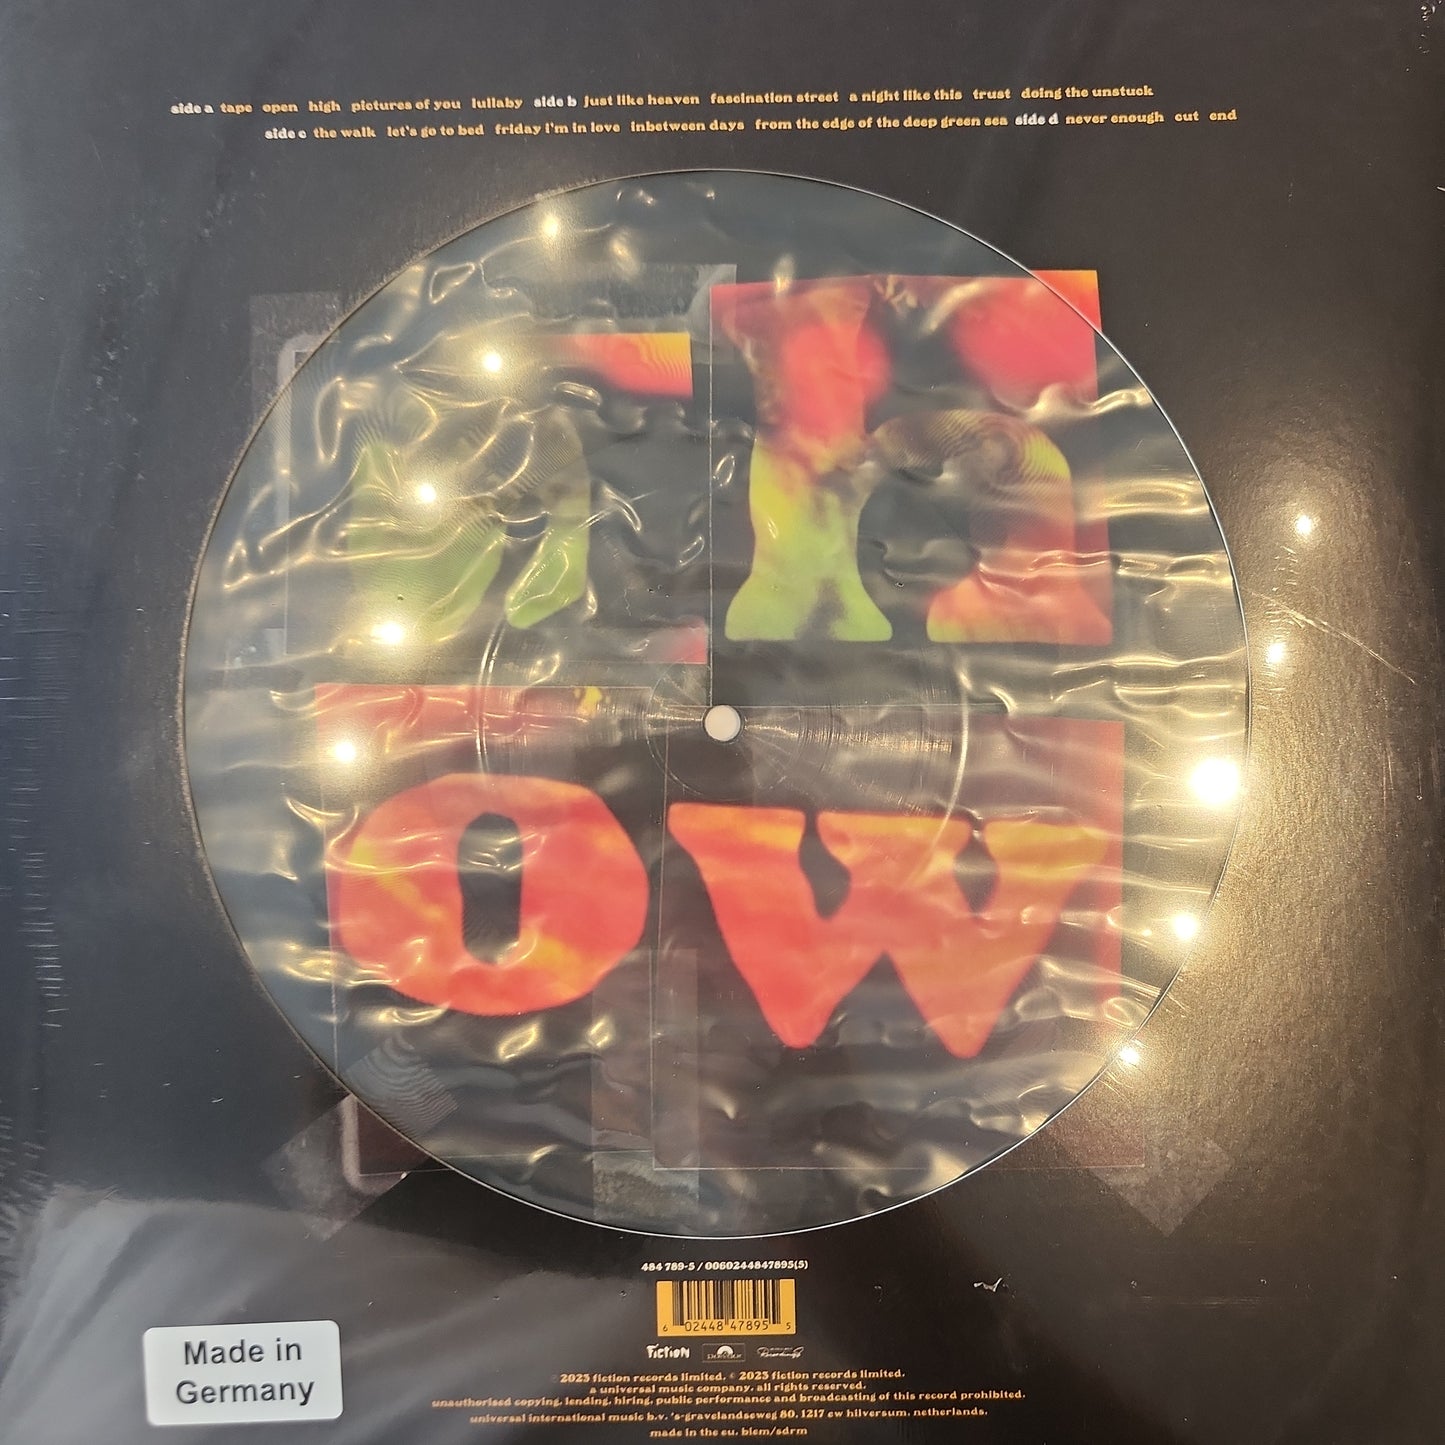 side a tape open high pictures of you lullaby side b just like heaven fascination street a night like this trust doing the unstuck
side c the walk let's go to bed friday i'm in love inbetween days from the edge of the deep green sea side d never enough cut end
ow
484 789-5 / 0060244847895(5)
6 02448 47895 5
Fiction Recordings
Made in
Germany
℗ 2023 fiction records limited. © 2023 fiction records limited.
a universal music company. all rights reserved.
unauthorised copying, lending, hiring, public performance and broadcasting of this record prohibited.
universal international music b.v. 's-gravelandseweg 80, 1217 ew hilversum, netherlands.
made in the eu. biem/sdrm